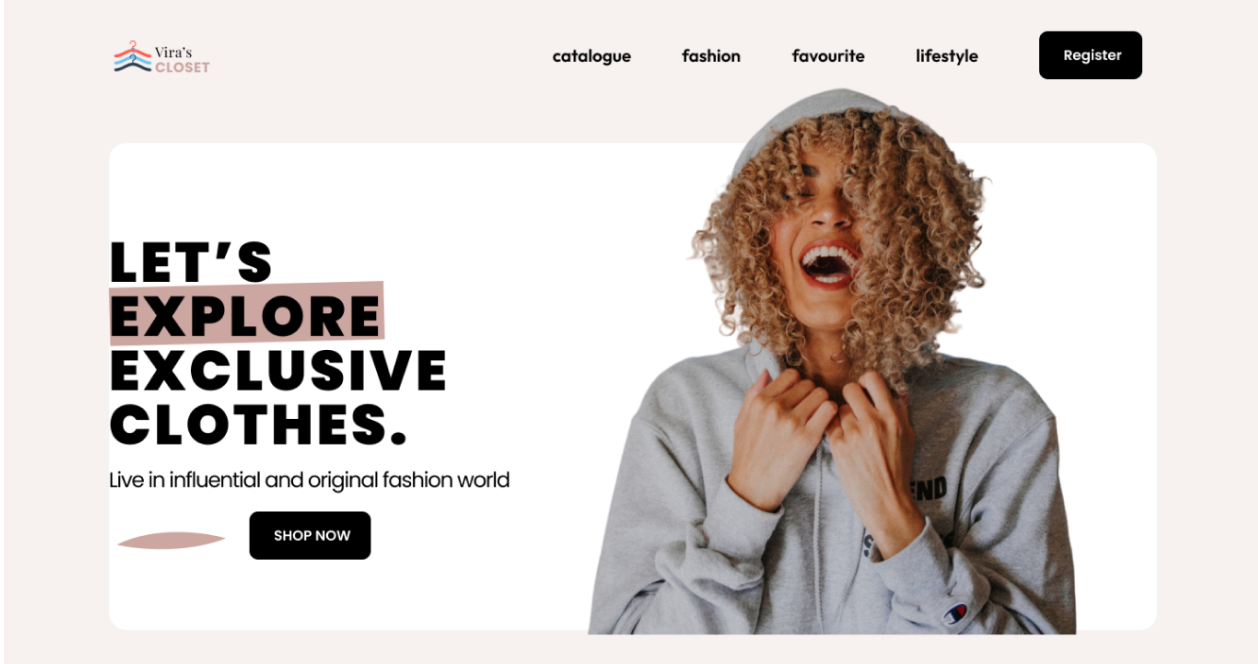 Vira's
CLOSET
catalogue
fashion
favourite
lifestyle
Register
LET'S
EXPLORE
EXCLUSIVE
CLOTHES.
Live in influential and original fashion world
SHOP NOW